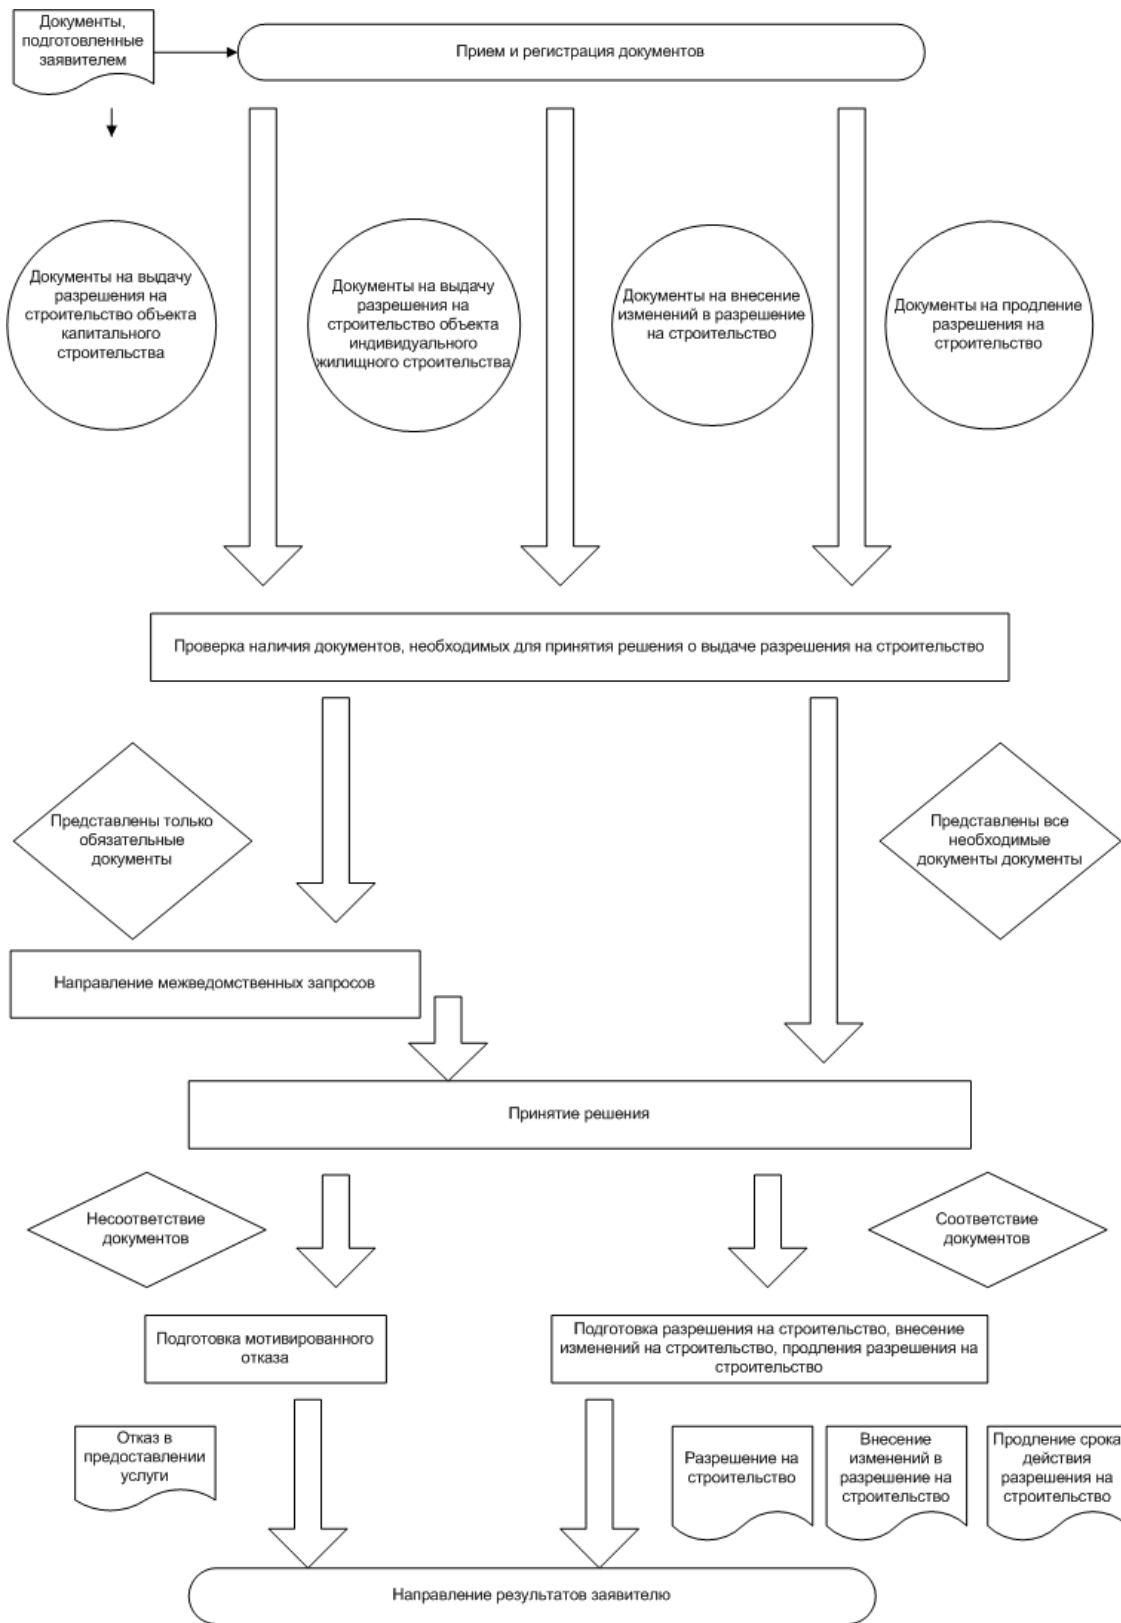 Документы,
подготовленные
заявителем
Прием и регистрация документов
Документы на выдачу
разрешения на
строительство объекта
капитального
строительства
Документы на выдачу
разрешения на
строительство объекта
индивидуального
жилищного строительства
Документы на внесение
изменений в разрешение
на строительство
Документы на продление
разрешения на
строительство
Проверка наличия документов, необходимых для принятия решения о выдаче разрешения на строительство
Представлены только
обязательные
документы
Представлены все
необходимые
документы документы
Направление межведомственных запросов
Принятие решения
Несоответствие
документов
Соответствие
документов
Подготовка мотивированного
отказа
Подготовка разрешения на строительство, внесение
изменений на строительство, продления разрешения на
строительство
Отказ в
предоставлении
услуги
Разрешение на
строительство
Внесение
изменений в
разрешение на
строительство
Продление срока
действия
разрешения на
строительство
Направление результатов заявителю